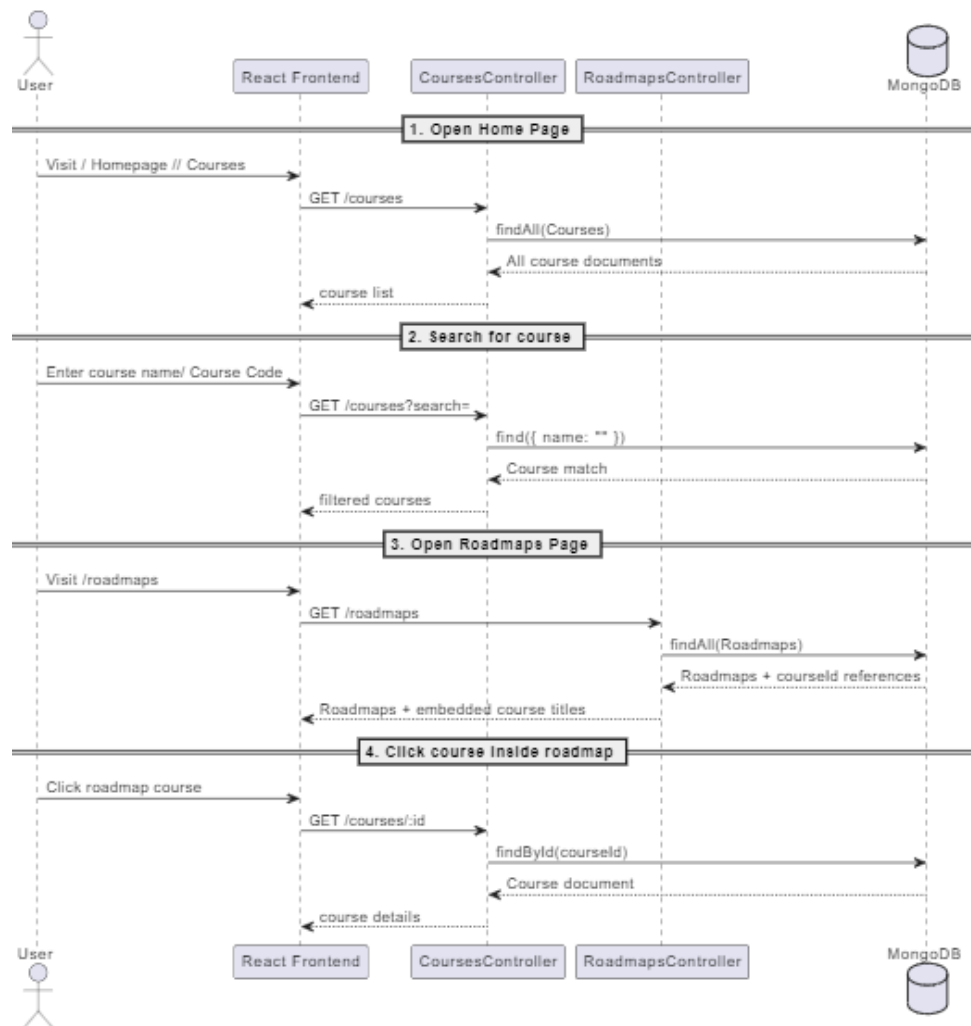 User
React Frontend
CoursesController
RoadmapsController
MongoDB
1. Open Home Page
Visit / Homepage // Courses
GET /courses
findAll(Courses)
All course documents
course list
2. Search for course
Enter course name/ Course Code
GET /courses?search=
find({ name: "" })
Course match
filtered courses
3. Open Roadmaps Page
Visit /roadmaps
GET /roadmaps
findAll(Roadmaps)
Roadmaps + courseId references
Roadmaps + embedded course titles
4. Click course inside roadmap
Click roadmap course
GET /courses/:id
findById(courseId)
Course document
course details
User
React Frontend
CoursesController
RoadmapsController
MongoDB